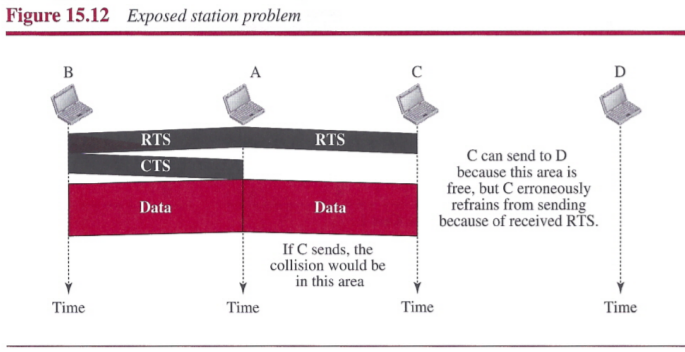 Figure 15.12 Exposed station problem
B
A
C
D
RTS
RTS
CTS
Data
Data
C can send to D
because this area is
free, but C erroneously
refrains from sending
because of received RTS.
If C sends, the
collision would be
in this area
Time
Time
Time
Time